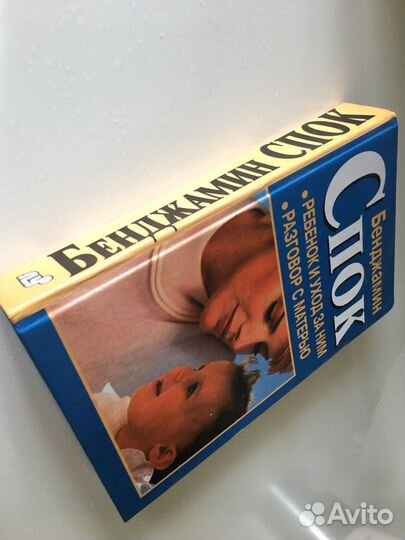 БЕНДЖАМИН СПОК
Бенджамин
СПОК
• РЕБЕНОК И УХОД ЗА НИМ
• РАЗГОВОР С МАТЕРЬЮ
Avito